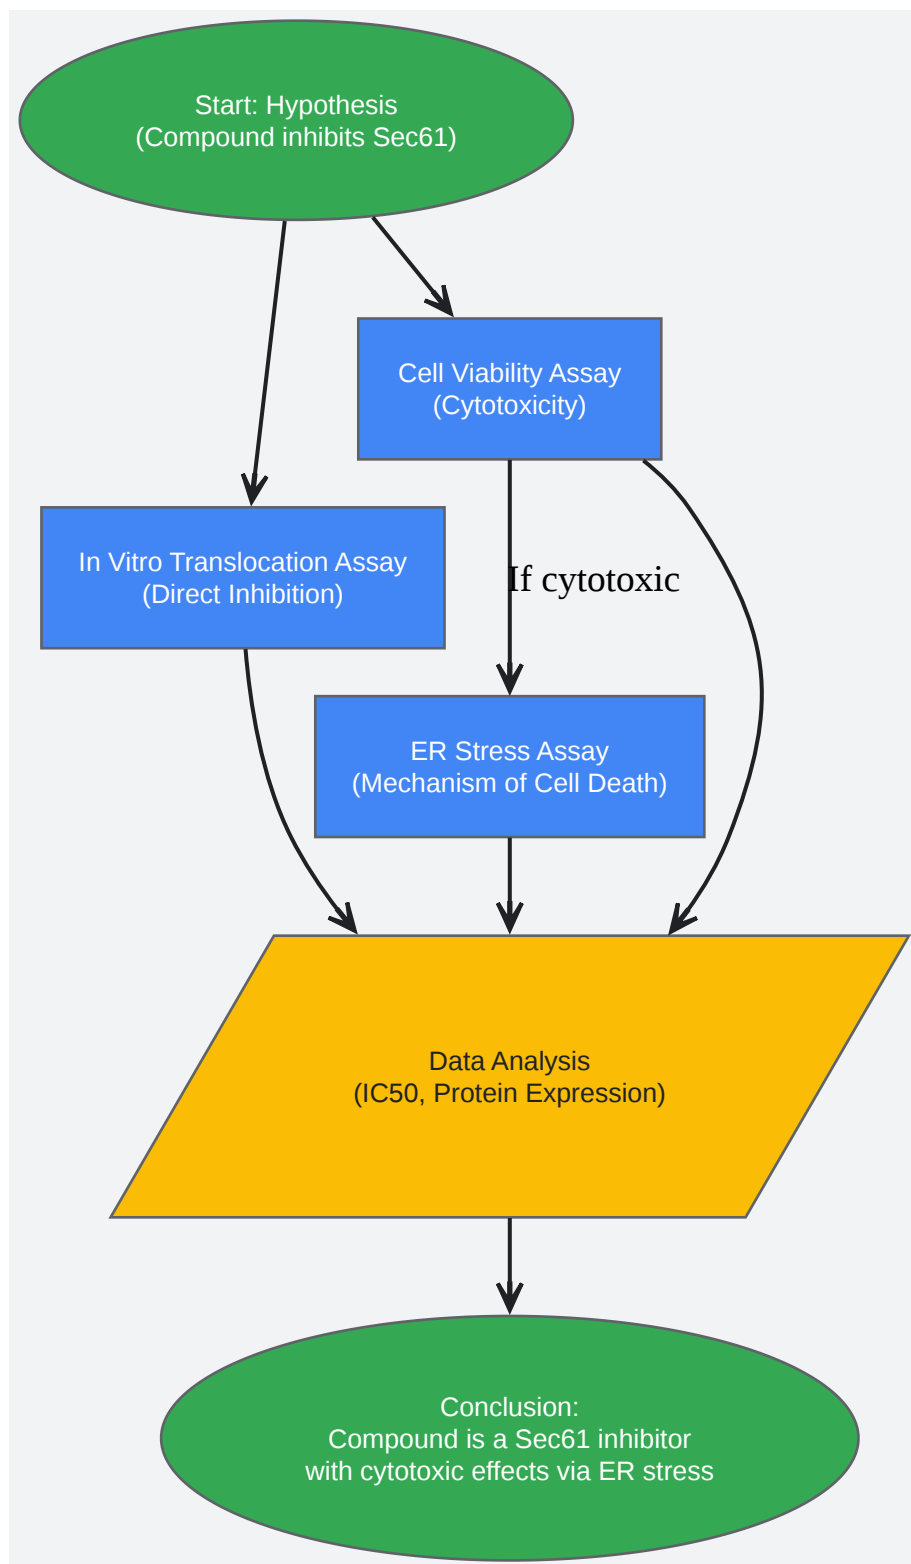 Start: Hypothesis
(Compound inhibits Sec61)
Cell Viability Assay
(Cytotoxicity)
In Vitro Translocation Assay
(Direct Inhibition)
If cytotoxic
ER Stress Assay
(Mechanism of Cell Death)
Data Analysis
(IC50, Protein Expression)
Conclusion:
Compound is a Sec61 inhibitor
with cytotoxic effects via ER stress